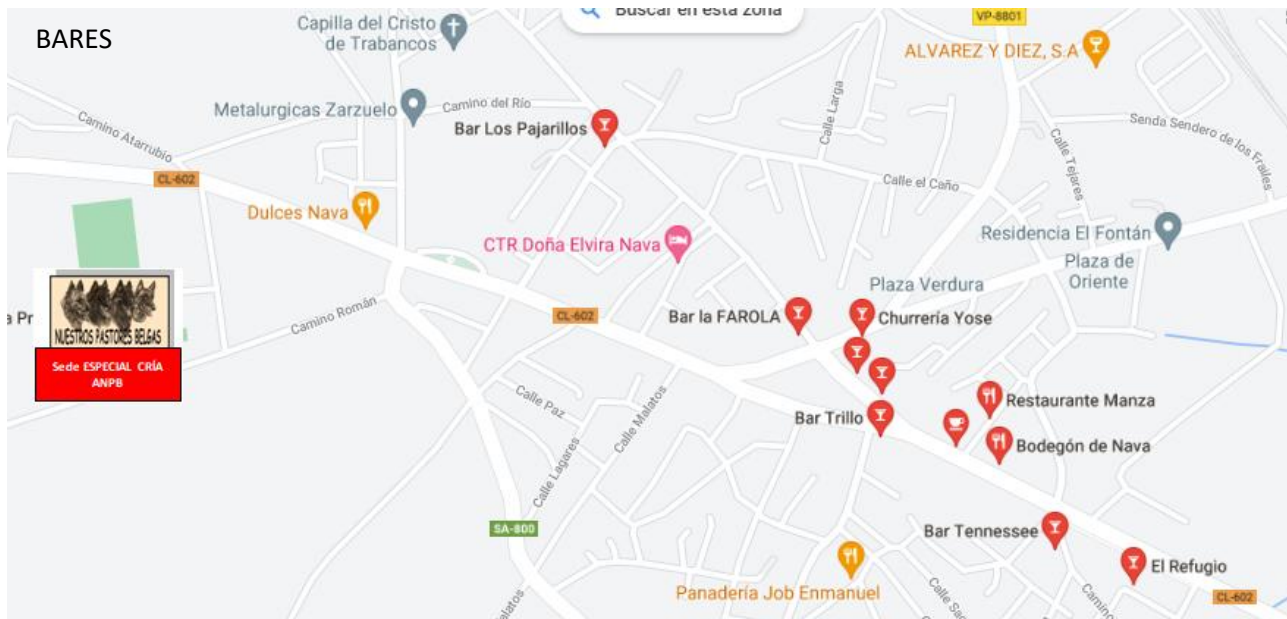 BARES
Capilla del Cristo
de Trabancos
Buscar en esta zona
VP-8801
ALVAREZ Y DIEZ, S.A
Metalurgicas Zarzuelo
Camino del Río
Camino Atarrubio
Bar Los Pajarillos
Calle Larga
Senda Sendero de los Frailes
Calle Tejares
CL-602
Calle el Caño
Dulces Nava
CTR Doña Elvira Nava
Residencia El Fontán
Plaza de
Oriente
Plaza Verdura
NUESTROS PASTORES BELGAS
Sede ESPECIAL CRÍA
ANPB
Camino Román
CL-602
Bar la FAROLA
Churrería Yose
Calle Paz
Calle Malatos
Calle Lagares
Bar Trillo
Restaurante Manza
Bodegón de Nava
SA-800
Bar Tennessee
El Refugio
Panadería Job Enmanuel
Malatos
Calle
Camino
CL-602